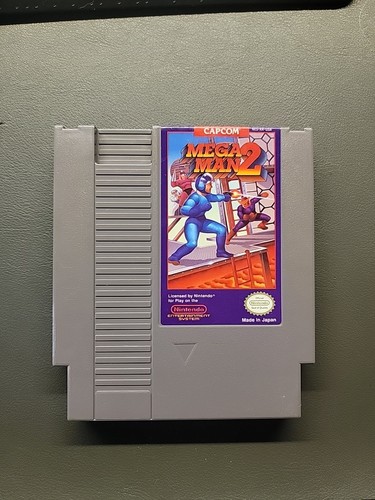 CAPCOM
MEGA
MAN 2
Licensed by Nintendo®
for Play on the
Nintendo
ENTERTAINMENT
SYSTEM
Made in Japan